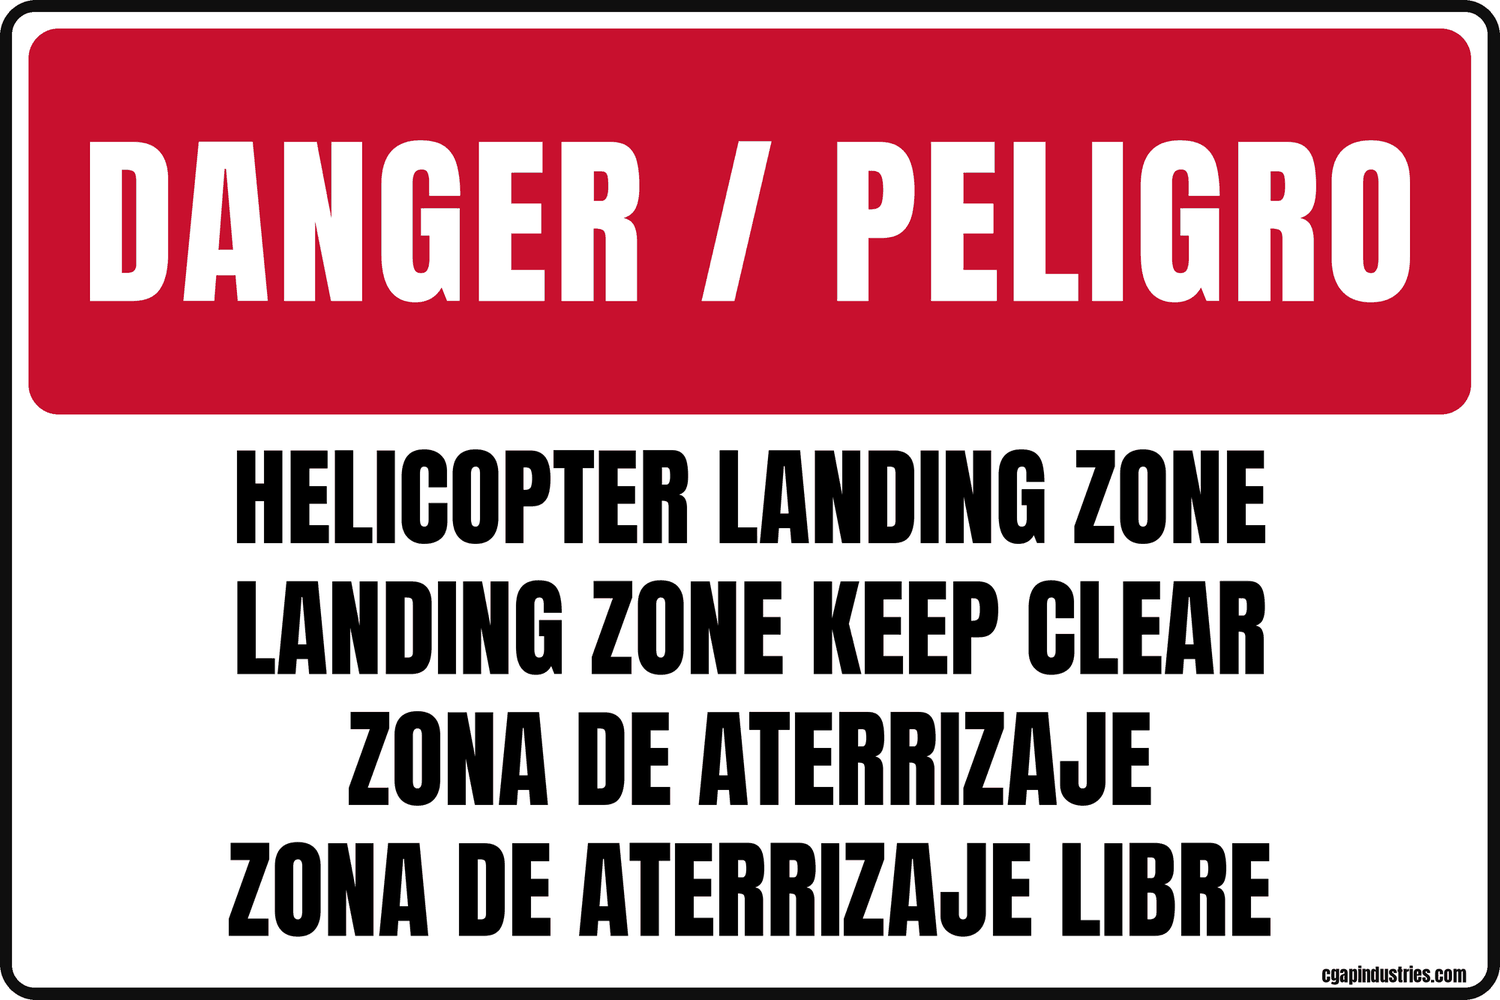 DANGER / PELIGRO
HELICOPTER LANDING ZONE
LANDING ZONE KEEP CLEAR
ZONA DE ATERRIZAJE
ZONA DE ATERRIZAJE LIBRE
cgapindustries.com